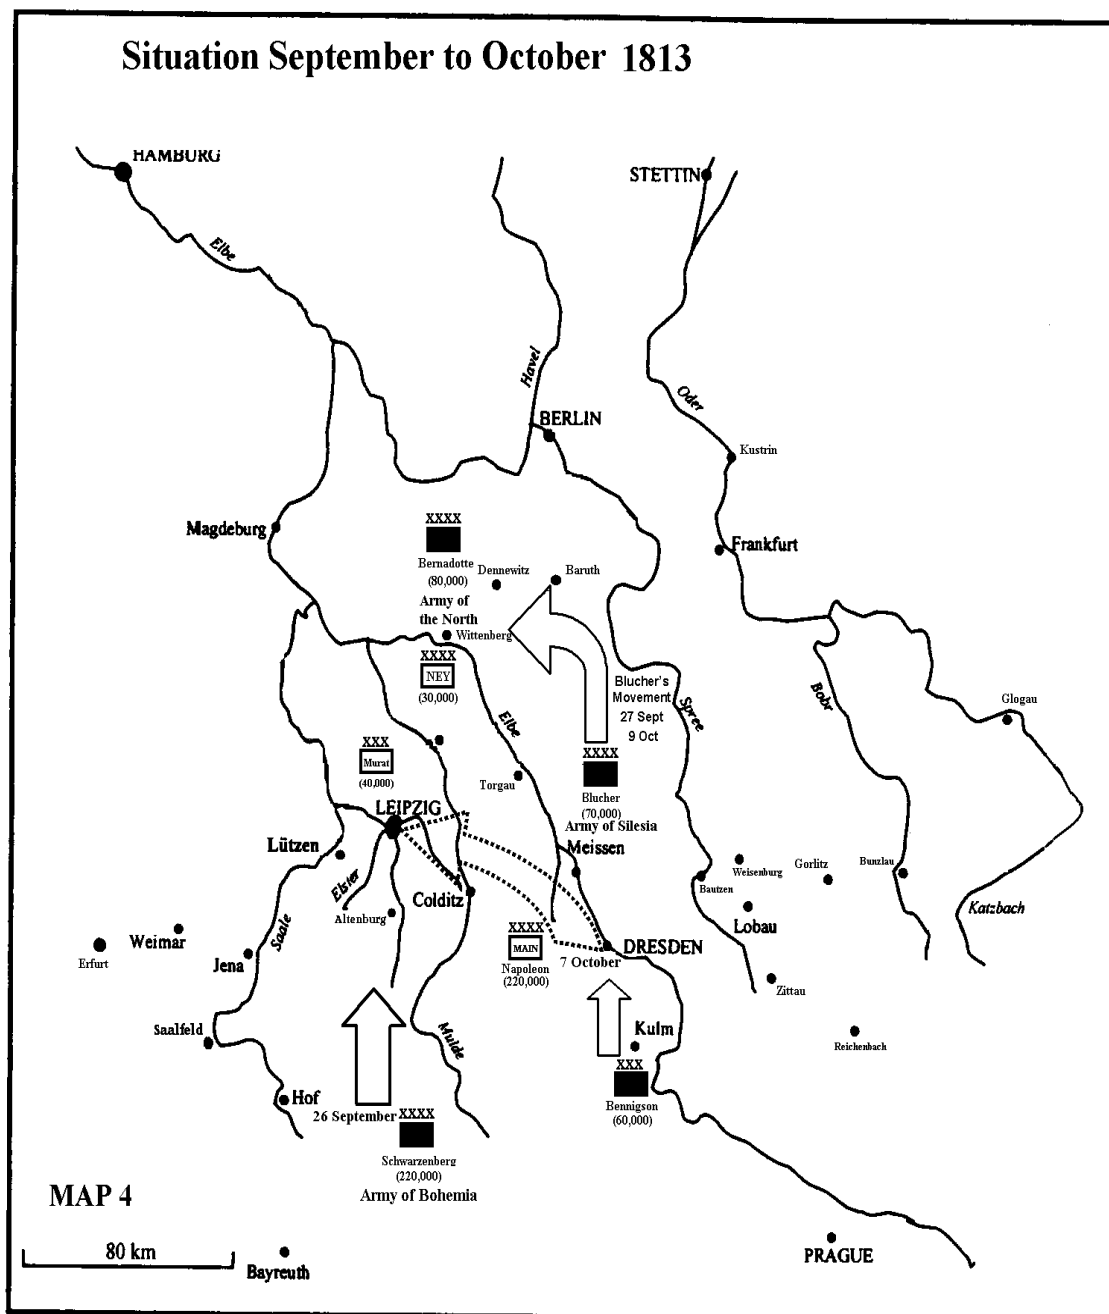 Situation September to October 1813
HAMBURG
STETTIN
Elbe
Havel
Oder
BERLIN
Kustrin
Magdeburg
XXXX
Bernadotte
(80,000)
Army of
the North
Dennewitz
Baruth
Frankfurt
Wittenberg
XXXX
NEY
(30,000)
Blucher's
Movement
27 Sept
9 Oct
Spree
Bobr
Glogau
Elbe
XXX
Murat
(40,000)
Torgau
XXXX
Blucher
(70,000)
Army of Silesia
LEIPZIG
Lützen
Meissen
Weisenburg
Gorlitz
Bunzlau
Bautzen
Elster
Colditz
Altenburg
Lobau
Katzbach
Saale
Weimar
Erfurt
Jena
XXXX
MAIN
Napoleon
(220,000)
7 October
DRESDEN
Zittau
Saalfeld
Mulde
Kulm
Reichenbach
Hof
XXX
Bennigson
(60,000)
26 September
XXXX
Schwarzenberg
(220,000)
Army of Bohemia
MAP 4
80 km
Bayreuth
PRAGUE